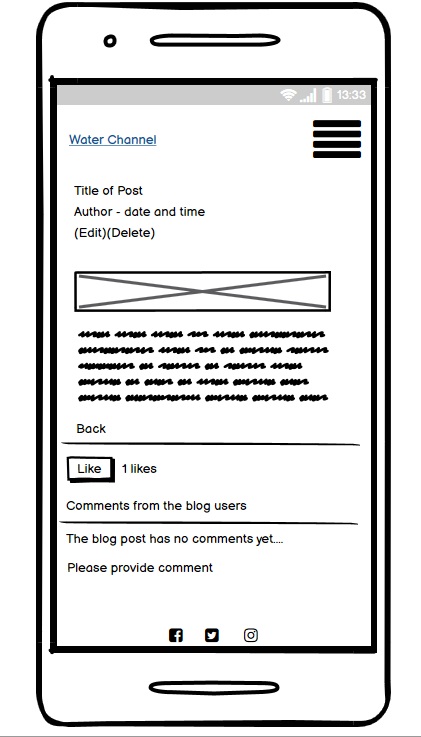 13:33
Water Channel
Title of Post
Author - date and time
(Edit)(Delete)
Back
Like 1 likes
Comments from the blog users
The blog post has no comments yet....
Please provide comment